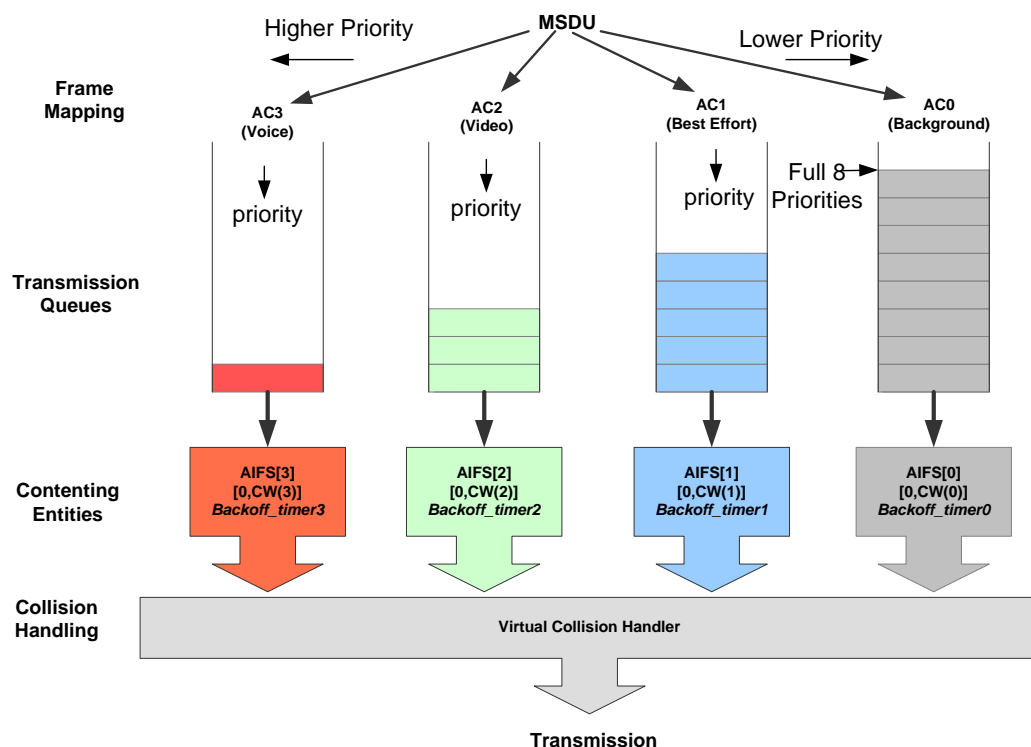 MSDU
Higher Priority
Lower Priority
Frame
Mapping
AC3
(Voice)
AC2
(Video)
AC1
(Best Effort)
AC0
(Background)
priority
priority
priority
Full 8
Priorities
Transmission
Queues
Contenting
Entities
AIFS[3]
[0,CW(3)]
Backoff_timer3
AIFS[2]
[0,CW(2)]
Backoff_timer2
AIFS[1]
[0,CW(1)]
Backoff_timer1
AIFS[0]
[0,CW(0)]
Backoff_timer0
Collision
Handling
Virtual Collision Handler
Transmission